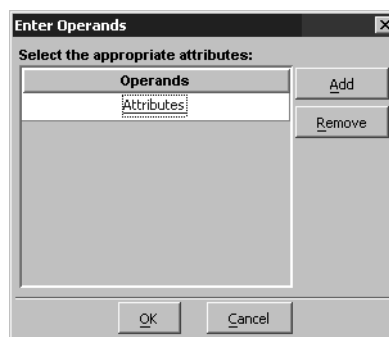 Enter Operands
Select the appropriate attributes:
Operands
Add
Attributes
Remove
OK Cancel